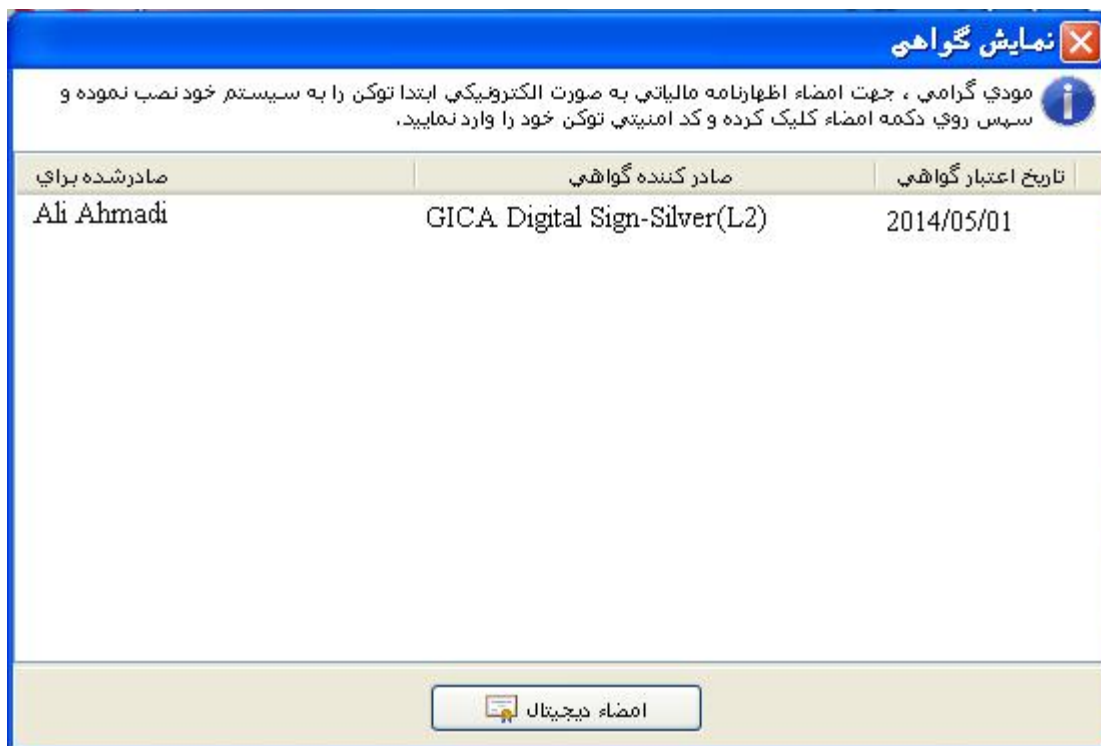 نمایش گواهی
مودي گرامي ، جهت امضاء اظهارنامه مالياتي به صورت الكترونيكي ابتدا توكن را به سيستم خود نصب نموده و
سپس روي دكمه امضاء كليك كرده و كد امنيتي توكن خود را وارد نماييد.
تاريخ اعتبار گواهي صادر كننده گواهي صادرشده براي
Ali Ahmadi GICA Digital Sign-Silver(L2) 2014/05/01
امضاء ديجيتال